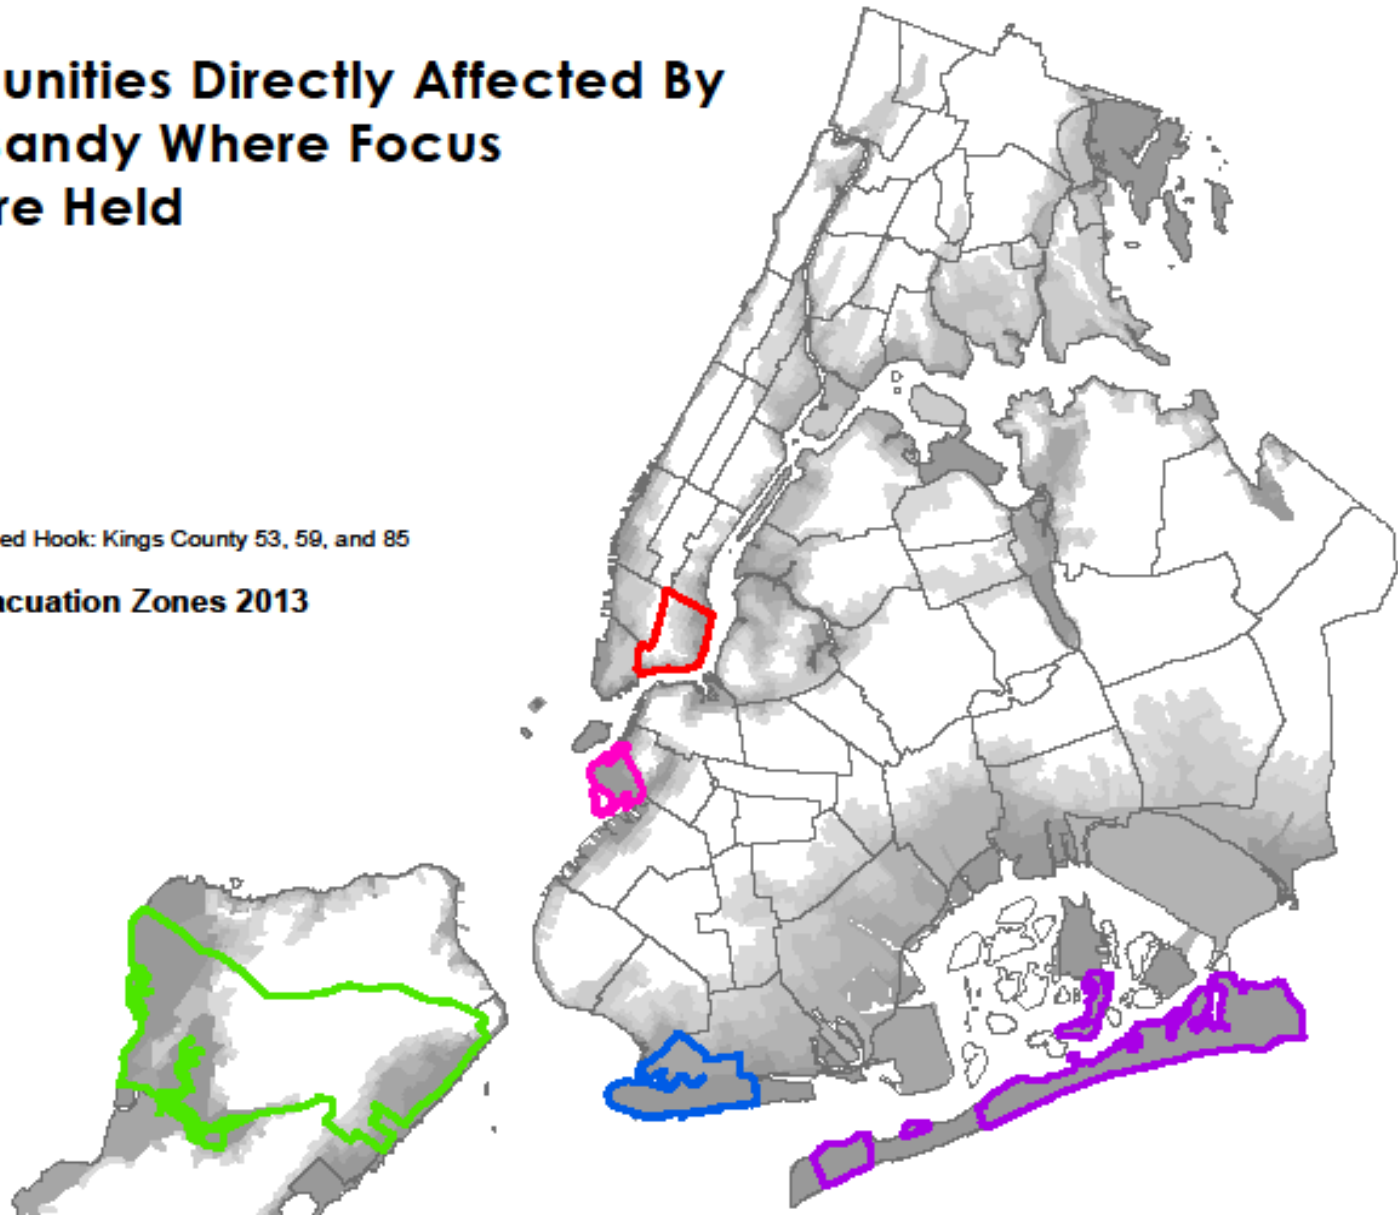 unities Directly Affected By
andy Where Focus
re Held
ed Hook: Kings County 53, 59, and 85
acuation Zones 2013